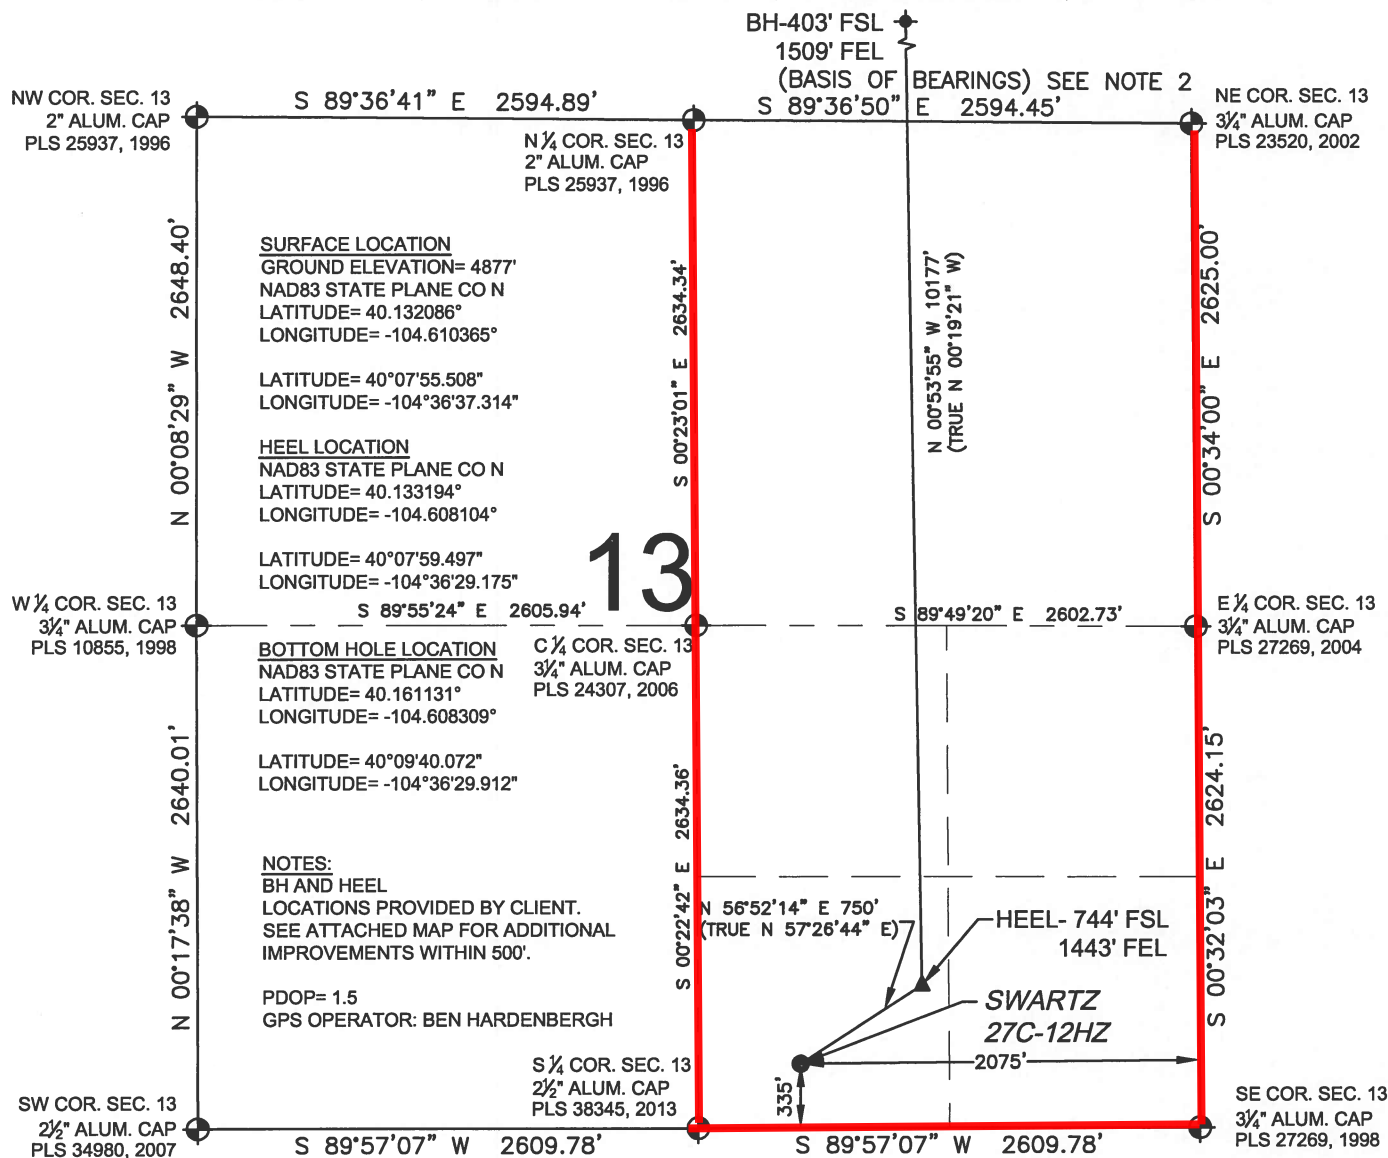 BH-403' FSL
1509' FEL
(BASIS OF BEARINGS) SEE NOTE 2
S 89°36'41" E 2594.89'
S 89°36'50" E 2594.45'
NW COR. SEC. 13
2" ALUM. CAP
PLS 25937, 1996
N ¼ COR. SEC. 13
2" ALUM. CAP
PLS 25937, 1996
NE COR. SEC. 13
3¼" ALUM. CAP
PLS 23520, 2002
N 00°08'29" W 2648.40'
SURFACE LOCATION
GROUND ELEVATION= 4877'
NAD83 STATE PLANE CO N
LATITUDE= 40.132086°
LONGITUDE= -104.610365°
LATITUDE= 40°07'55.508"
LONGITUDE= -104°36'37.314"
HEEL LOCATION
NAD83 STATE PLANE CO N
LATITUDE= 40.133194°
LONGITUDE= -104.608104°
LATITUDE= 40°07'59.497"
LONGITUDE= -104°36'29.175"
S 00°23'01" E 2634.34'
N 00°53'55" W 10177'
(TRUE N 00°19'21" W)
S 00°34'00" E 2625.00'
13
W ¼ COR. SEC. 13
3¼" ALUM. CAP
PLS 10855, 1998
S 89°55'24" E 2605.94'
S 89°49'20" E 2602.73'
C ¼ COR. SEC. 13
3¼" ALUM. CAP
PLS 24307, 2006
E ¼ COR. SEC. 13
3¼" ALUM. CAP
PLS 27269, 2004
BOTTOM HOLE LOCATION
NAD83 STATE PLANE CO N
LATITUDE= 40.161131°
LONGITUDE= -104.608309°
LATITUDE= 40°09'40.072"
LONGITUDE= -104°36'29.912"
N 00°17'38" W 2640.01'
S 00°22'42" E 2634.36'
S 00°32'03" E 2624.15'
NOTES:
BH AND HEEL
LOCATIONS PROVIDED BY CLIENT.
SEE ATTACHED MAP FOR ADDITIONAL
IMPROVEMENTS WITHIN 500'.
PDOP= 1.5
GPS OPERATOR: BEN HARDENBERGH
N 56°52'14" E 750'
(TRUE N 57°26'44" E)
HEEL- 744' FSL
1443' FEL
SWARTZ
27C-12HZ
2075'
335'
S ¼ COR. SEC. 13
2½" ALUM. CAP
PLS 38345, 2013
SW COR. SEC. 13
2½" ALUM. CAP
PLS 34980, 2007
SE COR. SEC. 13
3¼" ALUM. CAP
PLS 27269, 1998
S 89°57'07" W 2609.78'
S 89°57'07" W 2609.78'